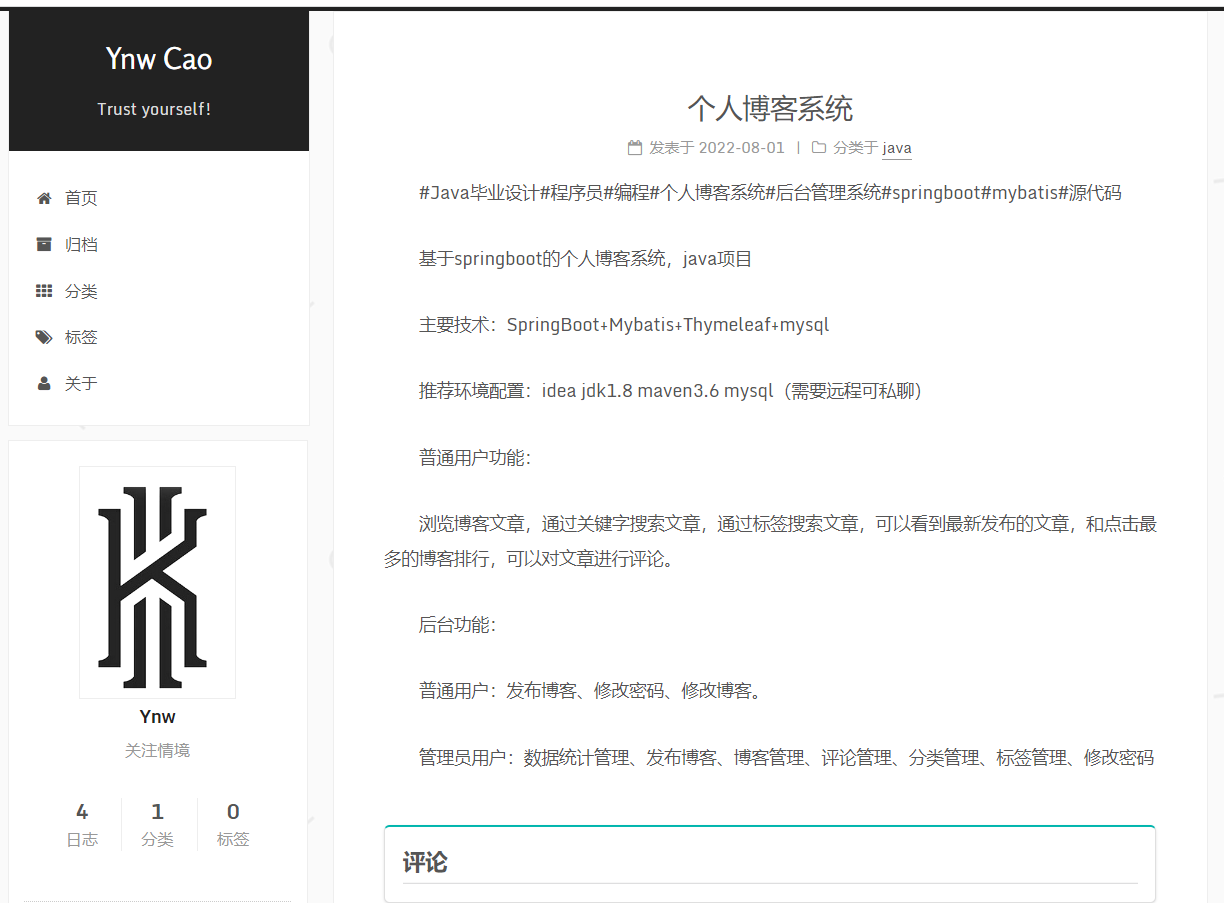 Ynw Cao
Trust yourself!
首页
归档
分类
标签
关于
Ynw
关注情境
4 1 0
日志 分类 标签
个人博客系统
发表于 2022-08-01 | 分类于 java
#Java毕业设计#程序员#编程#个人博客系统#后台管理系统#springboot#mybatis#源代码
基于springboot的个人博客系统，java项目
主要技术：SpringBoot+Mybatis+Thymeleaf+mysql
推荐环境配置：idea jdk1.8 maven3.6 mysql（需要远程可私聊）
普通用户功能：
浏览博客文章，通过关键字搜索文章，通过标签搜索文章，可以看到最新发布的文章，和点击最
多的博客排行，可以对文章进行评论。
后台功能：
普通用户：发布博客、修改密码、修改博客。
管理员用户：数据统计管理、发布博客、博客管理、评论管理、分类管理、标签管理、修改密码
评论